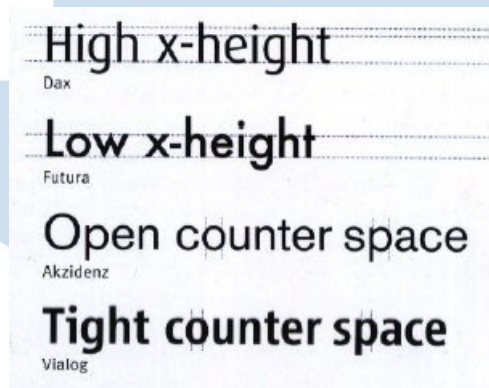 High x-height
Dax
Low x-height
Futura
Open counter space
Akzidenz
Tight counter space
Vialog